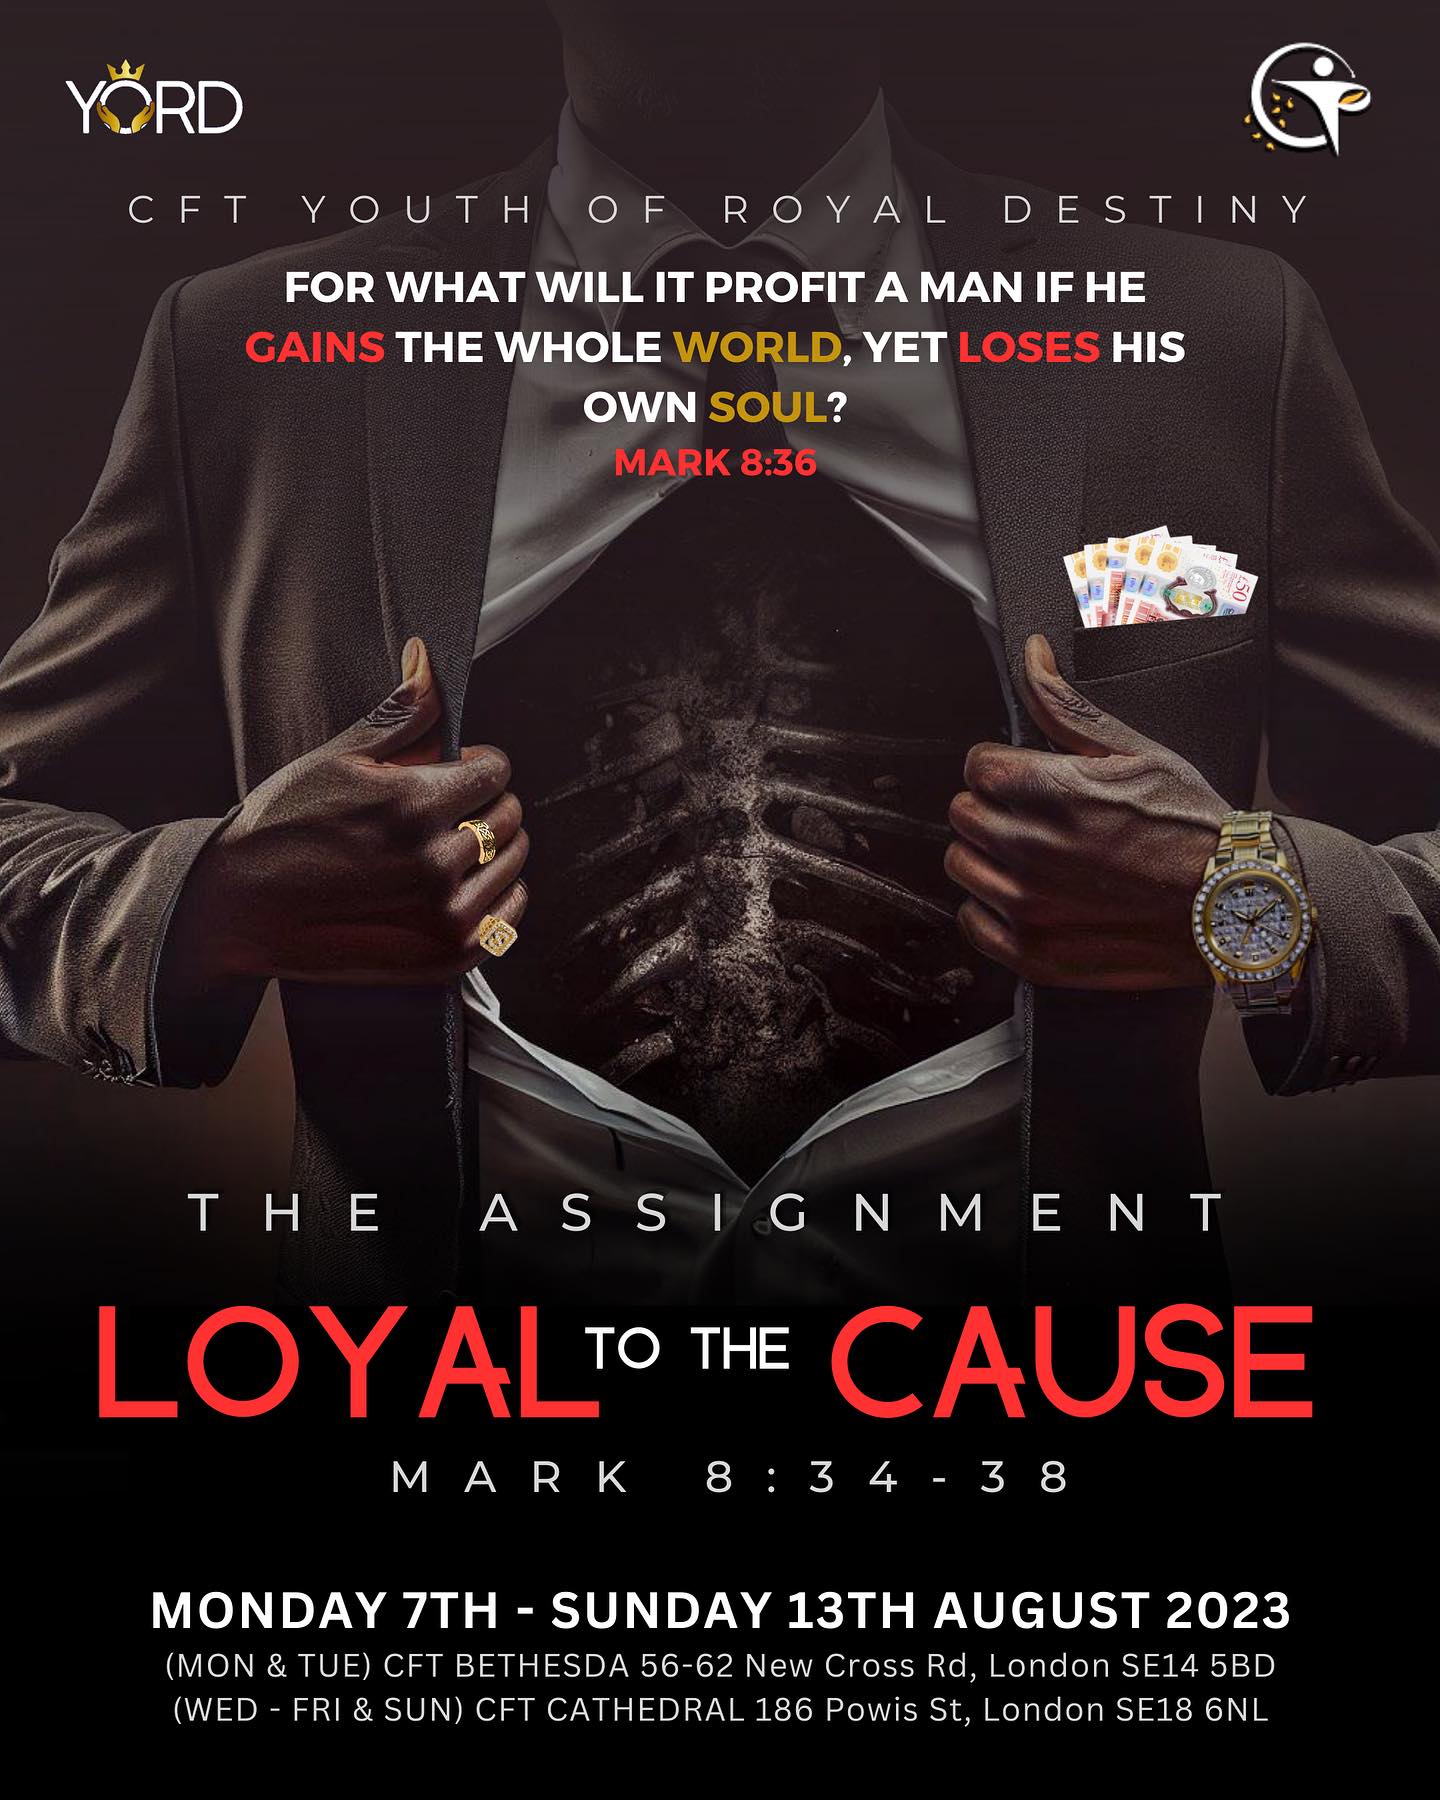 YORD
CFT YOUTH OF ROYAL DESTINY
FOR WHAT WILL IT PROFIT A MAN IF HE
GAINS THE WHOLE WORLD, YET LOSES HIS
OWN SOUL?
MARK 8:36
£50
THE ASSIGNMENT
LOYAL TO THE CAUSE
MARK 8:34-38
MONDAY 7TH - SUNDAY 13TH AUGUST 2023
(MON & TUE) CFT BETHESDA 56-62 New Cross Rd, London SE14 5BD
(WED - FRI & SUN) CFT CATHEDRAL 186 Powis St, London SE18 6NL